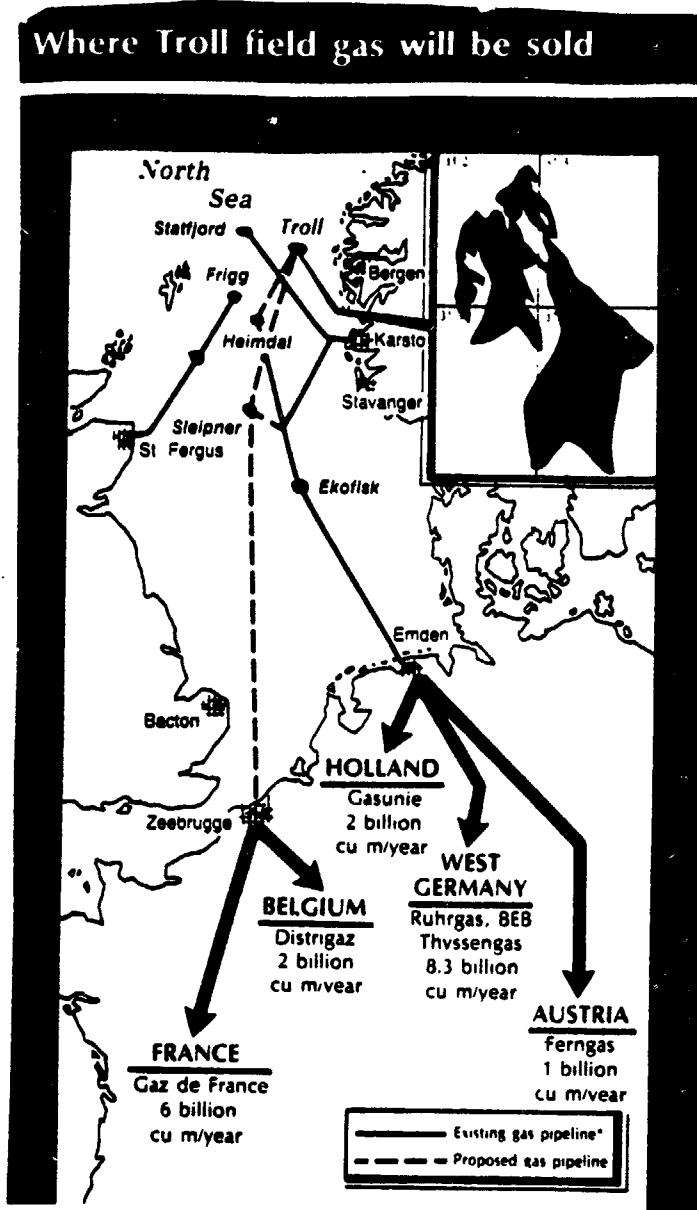 Where Troll field gas will be sold
North
Sea
Statfjord
Troll
Frigg
Bergen
Heimdal
Karsto
Stavanger
Sleipner
St Fergus
Ekofisk
Emden
Bacton
Zeebrugge
HOLLAND
Gasunie
2 billion
cu m/year
WEST
GERMANY
Ruhrgas, BEB
Thyssengas
8.3 billion
cu m/year
BELGIUM
Distrigaz
2 billion
cu m/year
AUSTRIA
Ferngas
1 billion
cu m/year
FRANCE
Gaz de France
6 billion
cu m/year
Existing gas pipeline*
Proposed gas pipeline